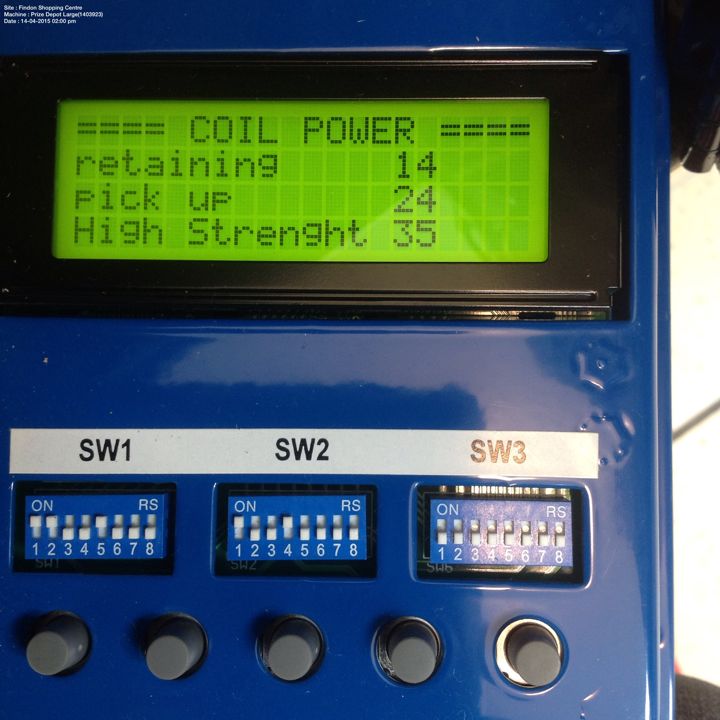 Site : Findon Shopping Centre
Machine : Prize Depot Large(1403923)
Date : 14-04-2015 02:00 pm
==== COIL POWER ====
retaining 14
pick up 24
High Strenght 35
SW1 SW2 SW3
ON RS ON RS ON RS
1 2 3 4 5 6 7 8 1 2 3 4 5 6 7 8 1 2 3 4 5 6 7 8
SW1 SW2